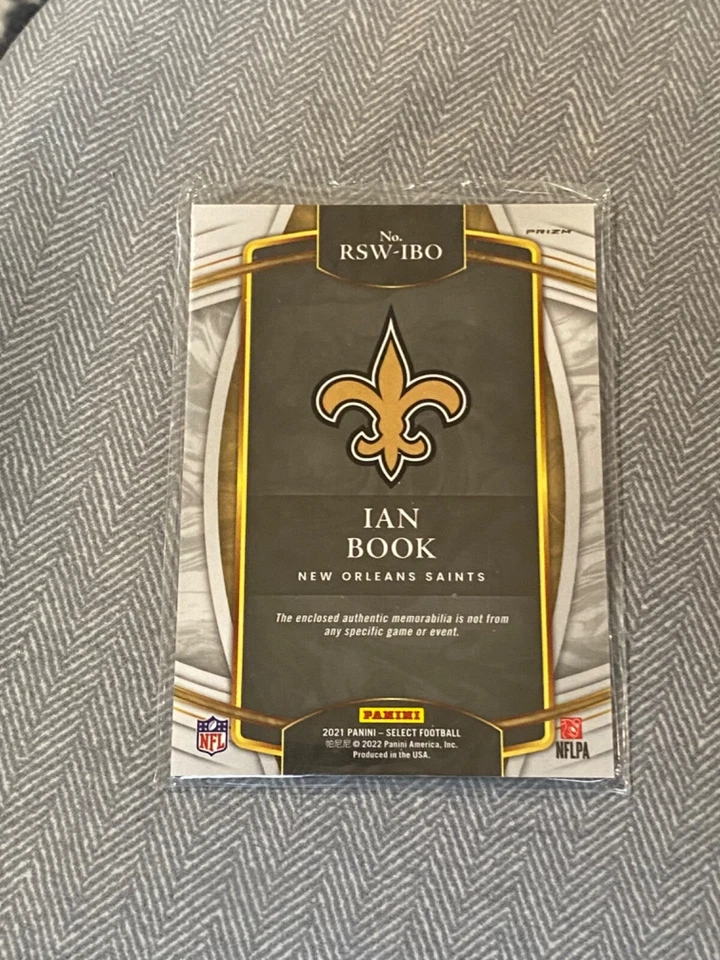 No.
RSW-IBO
PRIZM
IAN
BOOK
NEW ORLEANS SAINTS
The enclosed authentic memorabilia is not from
any specific game or event.
PANINI
2021 PANINI – SELECT FOOTBALL
帕尼尼 © 2022 Panini America, Inc.
Produced in the USA.
NFL
NFLPA